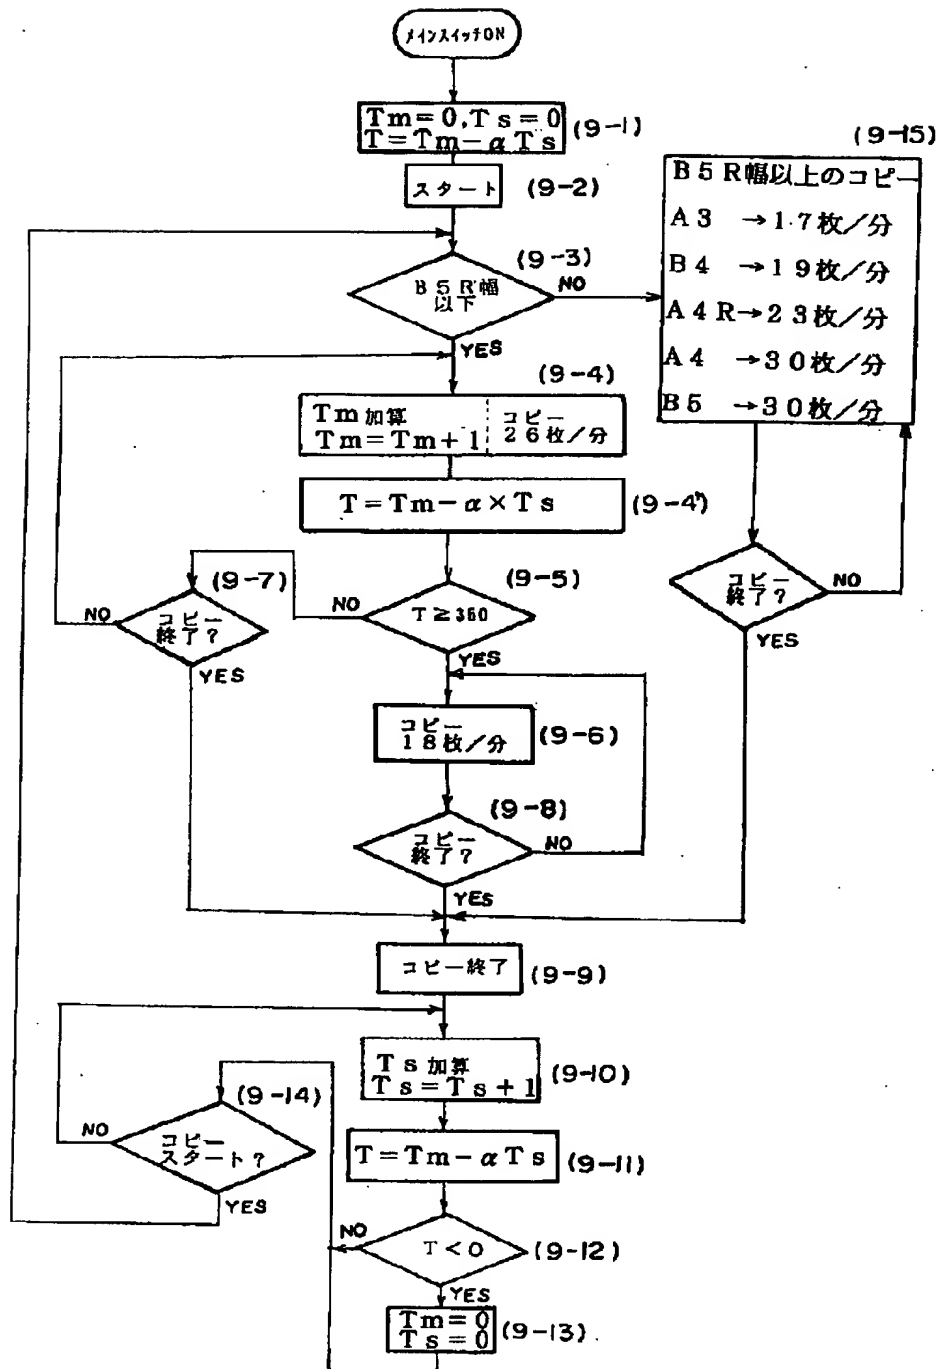 メインスイッチON
Tm=0,Ts=0
T=Tm-αTs
(9-1)
スタート
(9-2)
(9-3)
B5R幅
以下
NO
YES
(9-15)
B5R幅以上のコピー
A3 →17枚/分
B4 →19枚/分
A4R→23枚/分
A4 →30枚/分
B5 →30枚/分
(9-4)
Tm加算
Tm=Tm+1
コピー
26枚/分
T=Tm-α×Ts
(9-4')
(9-5)
T≧360
NO
YES
(9-7)
コピー
終了?
NO
YES
コピー
終了?
NO
YES
コピー
18枚/分
(9-6)
(9-8)
コピー
終了?
NO
YES
コピー終了
(9-9)
Ts加算
Ts=Ts+1
(9-10)
(9-14)
コピー
スタート?
NO
YES
T=Tm-αTs
(9-11)
T<0
(9-12)
NO
YES
Tm=0
Ts=0
(9-13)